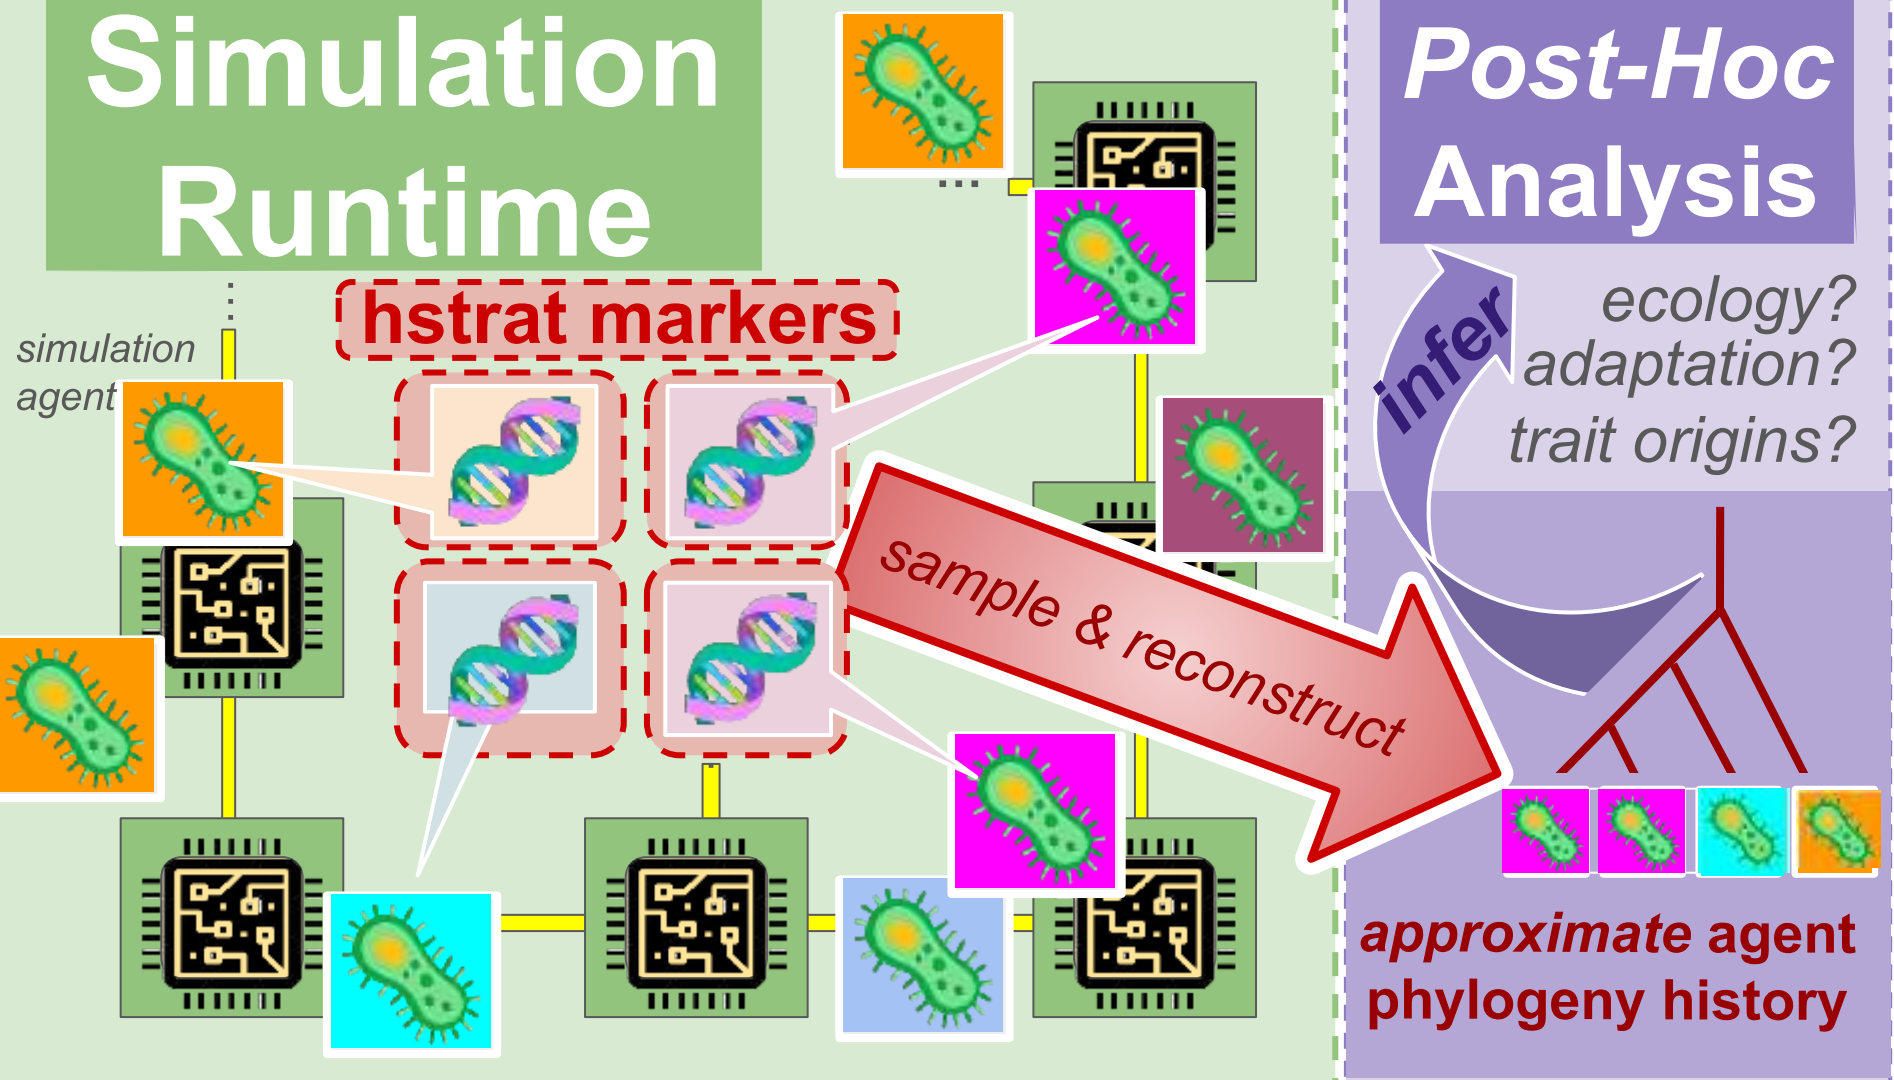 Simulation
Runtime
simulation
agent
hstrat markers
sample & reconstruct
Post-Hoc
Analysis
infer
ecology?
adaptation?
trait origins?
approximate agent
phylogeny history